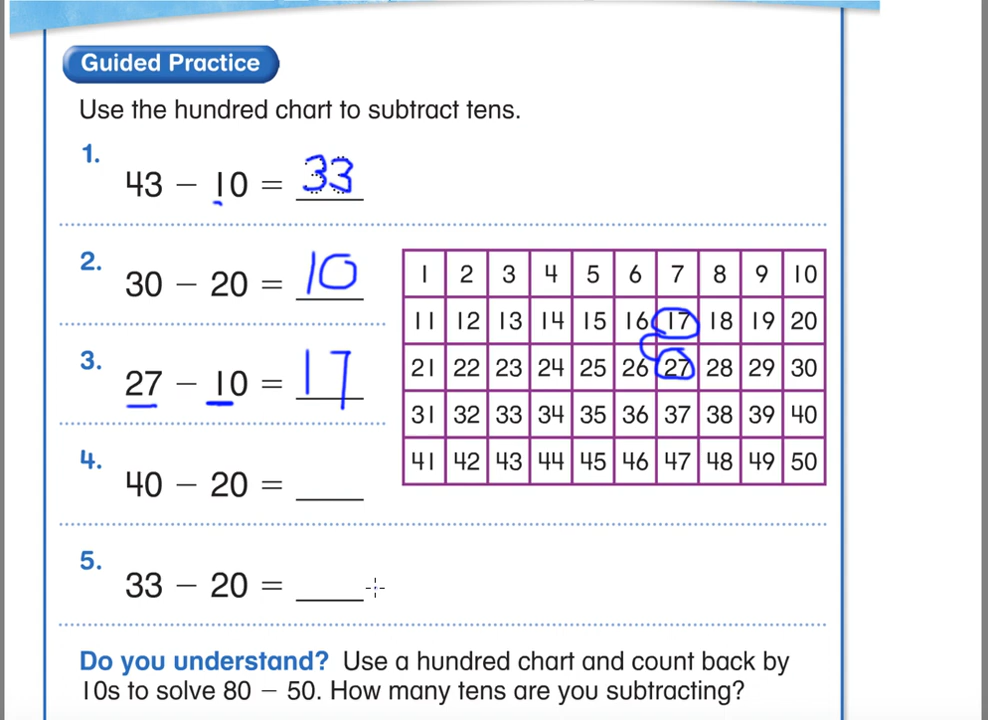 Guided Practice
Use the hundred chart to subtract tens.
1.
43 − 10 = 33
2.
30 − 20 = 10
3.
27 − 10 = 17
4.
40 − 20 = ____
5.
33 − 20 = ____
1 2 3 4 5 6 7 8 9 10
11 12 13 14 15 16 17 18 19 20
21 22 23 24 25 26 27 28 29 30
31 32 33 34 35 36 37 38 39 40
41 42 43 44 45 46 47 48 49 50
Do you understand? Use a hundred chart and count back by
10s to solve 80 − 50. How many tens are you subtracting?